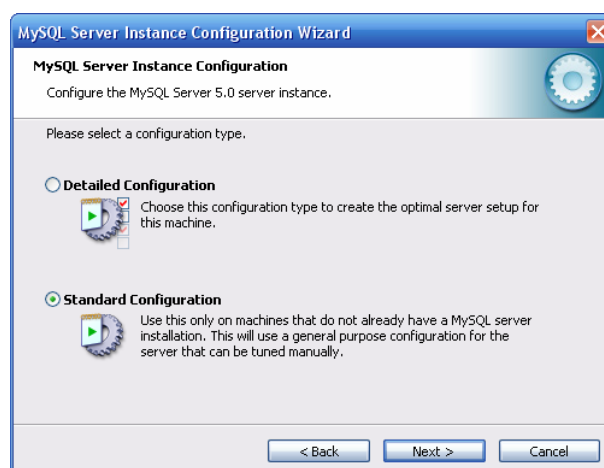 MySQL Server Instance Configuration Wizard
MySQL Server Instance Configuration
Configure the MySQL Server 5.0 server instance.
Please select a configuration type.
Detailed Configuration
Choose this configuration type to create the optimal server setup for
this machine.
Standard Configuration
Use this only on machines that do not already have a MySQL server
installation. This will use a general purpose configuration for the
server that can be tuned manually.
< Back
Next >
Cancel